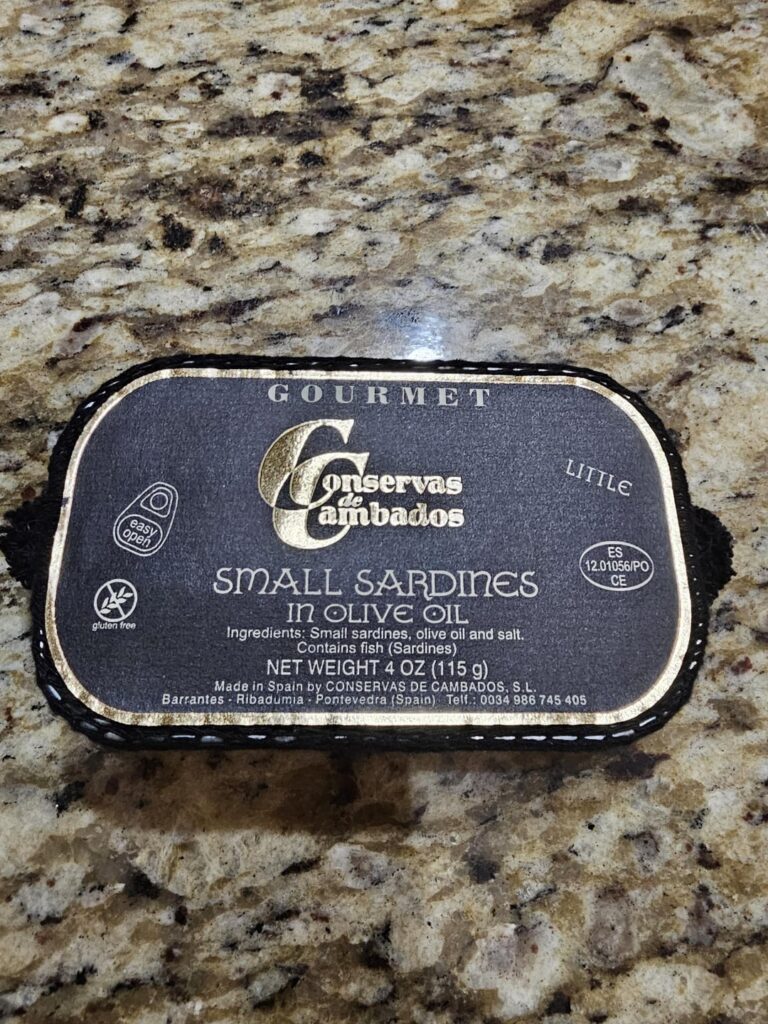 GOURMET
Conservas
de
Cambados
LITTLE
easy
open
ES
12.01056/PO
CE
gluten free
SMALL SARDINES
IN OLIVE OIL
Ingredients: Small sardines, olive oil and salt.
Contains fish (Sardines)
NET WEIGHT 4 OZ (115 g)
Made in Spain by CONSERVAS DE CAMBADOS, S.L.
Barrantes - Ribadumia - Pontevedra (Spain) Telf.: 0034 986 745 405